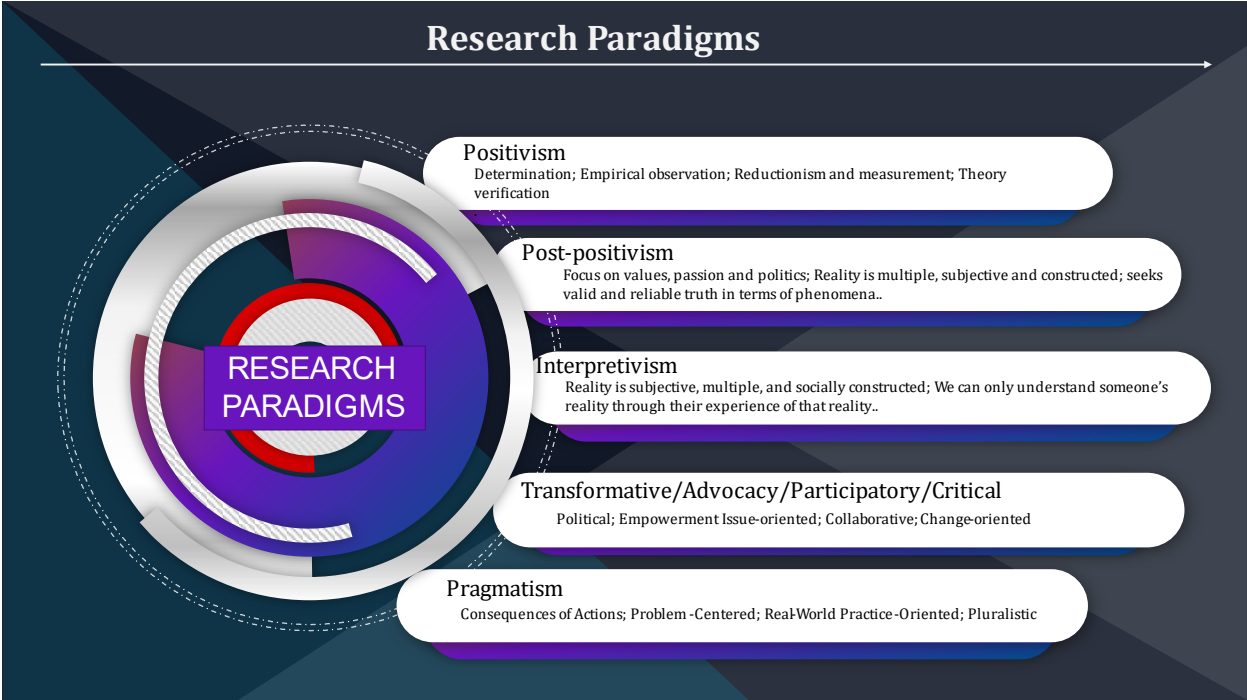 Research Paradigms
RESEARCH
PARADIGMS
Positivism
Determination; Empirical observation; Reductionism and measurement; Theory
verification
.
Post-positivism
Focus on values, passion and politics; Reality is multiple, subjective and constructed; seeks
valid and reliable truth in terms of phenomena..
Interpretivism
Reality is subjective, multiple, and socially constructed; We can only understand someone’s
reality through their experience of that reality..
Transformative/Advocacy/Participatory/Critical
Political; Empowerment Issue-oriented; Collaborative; Change-oriented
Pragmatism
Consequences of Actions; Problem-Centered; Real-World Practice-Oriented; Pluralistic